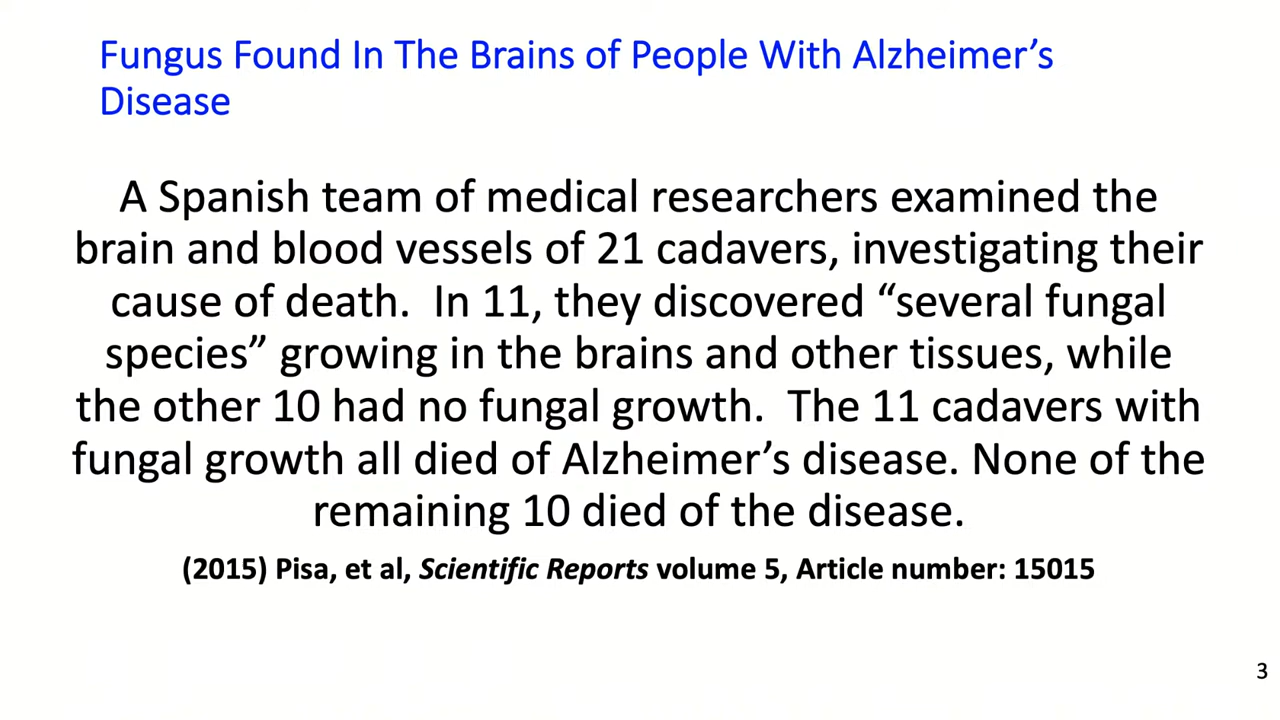 Fungus Found In The Brains of People With Alzheimer’s
Disease
A Spanish team of medical researchers examined the
brain and blood vessels of 21 cadavers, investigating their
cause of death.  In 11, they discovered “several fungal
species” growing in the brains and other tissues, while
the other 10 had no fungal growth.  The 11 cadavers with
fungal growth all died of Alzheimer’s disease. None of the
remaining 10 died of the disease.
(2015) Pisa, et al, Scientific Reports volume 5, Article number: 15015
3